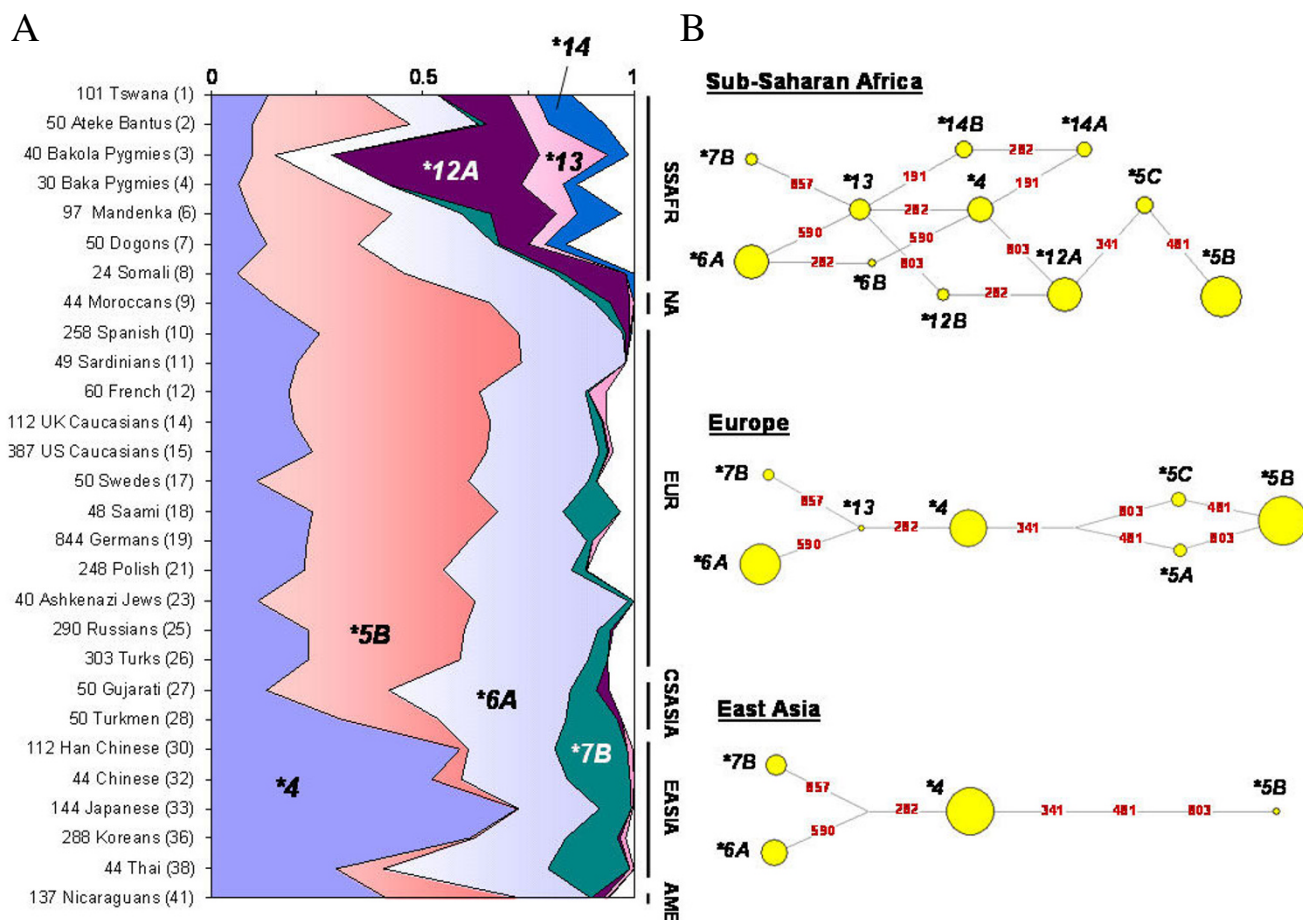 A
*14
0 0.5 1
101 Tswana (1)
50 Ateke Bantus (2)
40 Bakola Pygmies (3)
30 Baka Pygmies (4)
97 Mandenka (6)
50 Dogons (7)
24 Somali (8)
44 Moroccans (9)
258 Spanish (10)
49 Sardinians (11)
60 French (12)
112 UK Caucasians (14)
387 US Caucasians (15)
50 Swedes (17)
48 Saami (18)
844 Germans (19)
248 Polish (21)
40 Ashkenazi Jews (23)
290 Russians (25)
303 Turks (26)
50 Gujarati (27)
50 Turkmen (28)
112 Han Chinese (30)
44 Chinese (32)
144 Japanese (33)
288 Koreans (36)
44 Thai (38)
137 Nicaraguans (41)
*12A
*13
*5B
*6A
*7B
*4
SSAFR
NA
EUR
CSASIA
EASIA
AME
B
Sub-Saharan Africa
*14B 282 *14A
*7B
857 191 191
*13 282 *4 *5C
590 590 803 341 481
*6A 282 *6B 803 *12A *5B
*12B 282
Europe
*7B *5C *5B
857 803 481
*13 282 *4 341
590 481 803
*6A *5A
East Asia
*7B *4 *5B
857
282 341 481 803
590
*6A